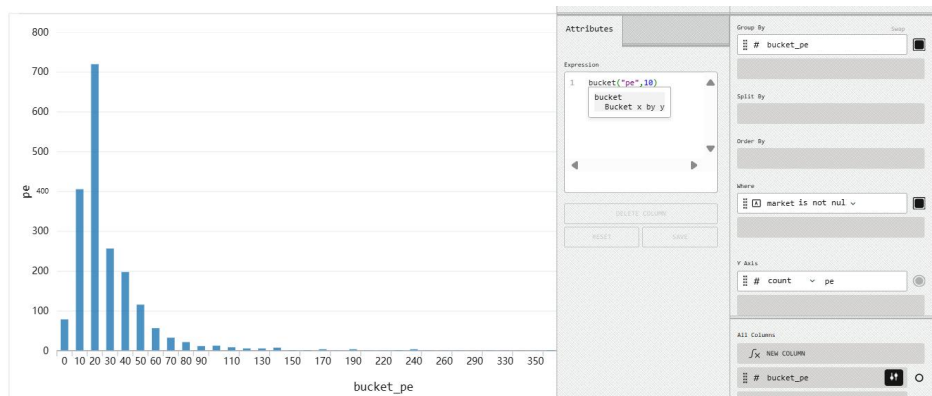 800
700
600
500
400
300
200
100
0
pe
0 10 20 30 40 50 60 70 80 90 110 130 150 170 190 220 240 260 290 330 350
bucket_pe
Attributes
Expression
1 bucket("pe",10)
bucket
Bucket x by y
DELETE COLUMN
RESET SAVE
Group By Swap
# bucket_pe
Split By
Order By
Where
A market is not nul
Y Axis
# count pe
All Columns
ƒx NEW COLUMN
# bucket_pe